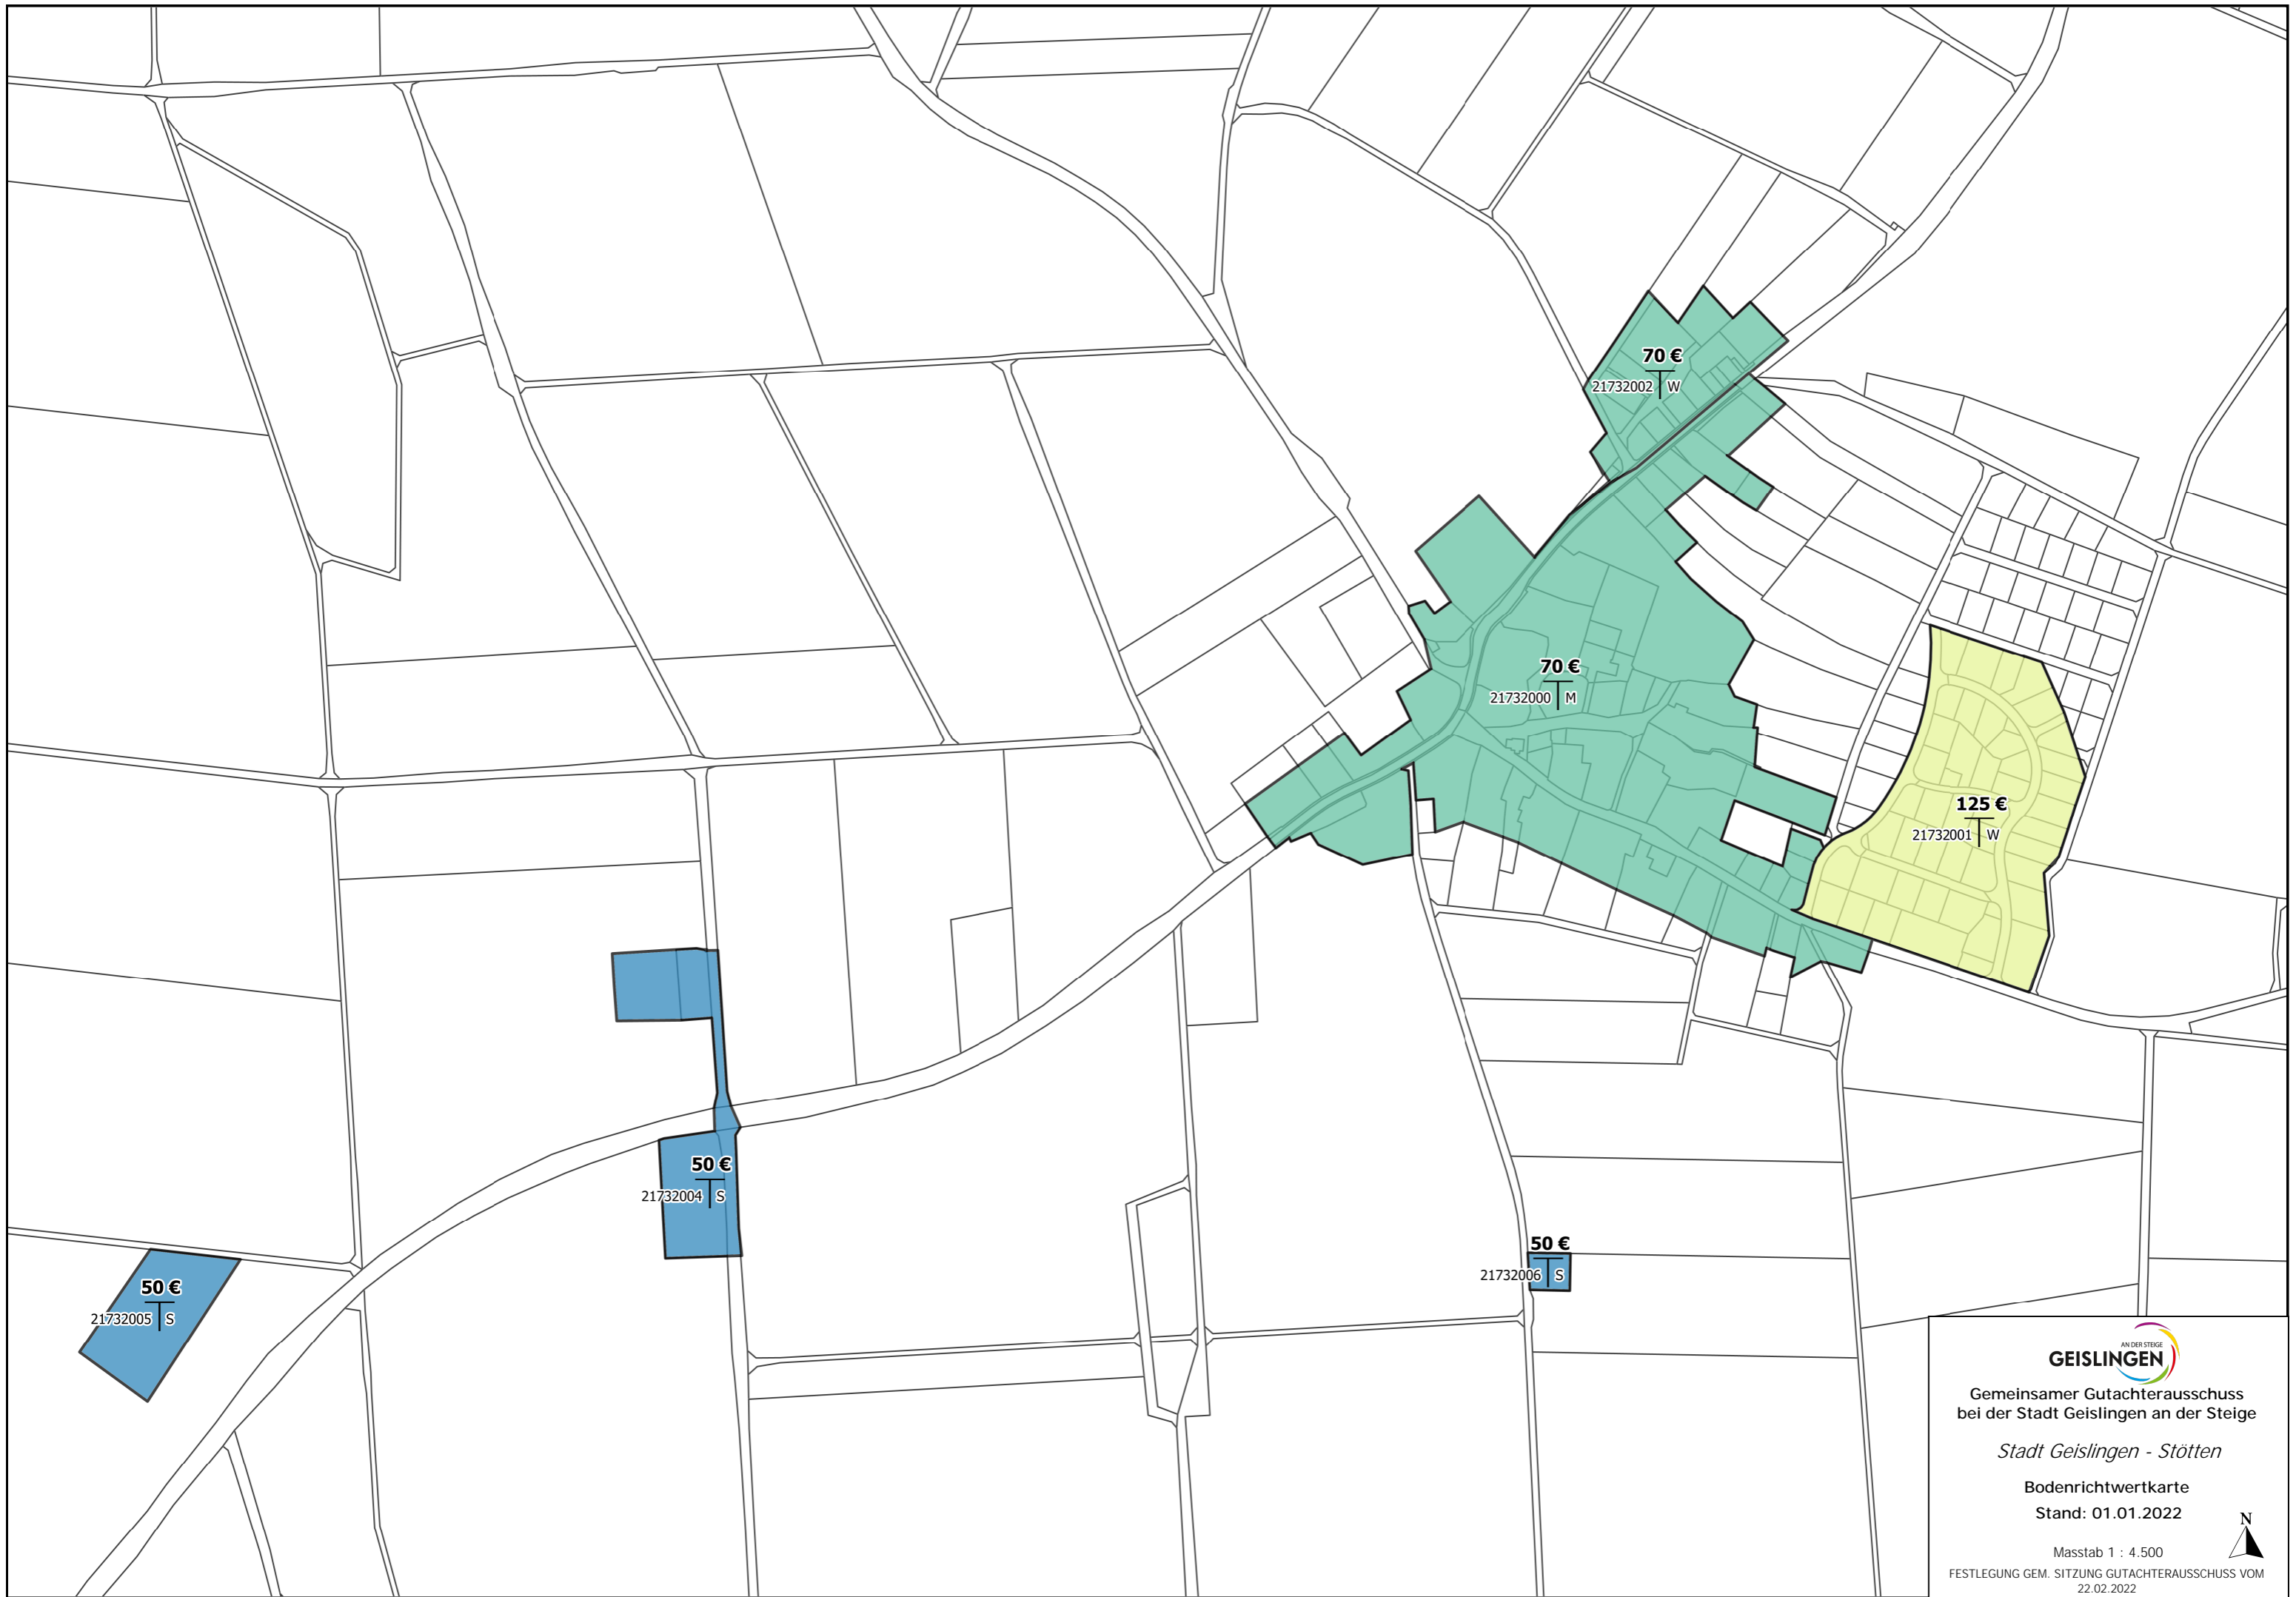 70 €
21732002 W
70 €
21732000 M
125 €
21732001 W
50 €
21732004 S
50 €
21732006 S
50 €
21732005 S
AN DER STEIGE
GEISLINGEN
Gemeinsamer Gutachterausschuss
bei der Stadt Geislingen an der Steige
Stadt Geislingen - Stötten
Bodenrichtwertkarte
Stand: 01.01.2022
N
Masstab 1 : 4.500
FESTLEGUNG GEM. SITZUNG GUTACHTERAUSSCHUSS VOM
22.02.2022